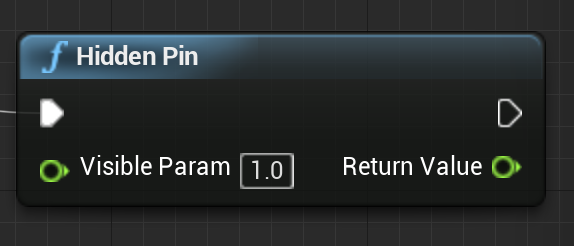 f Hidden Pin
Visible Param 1.0 Return Value